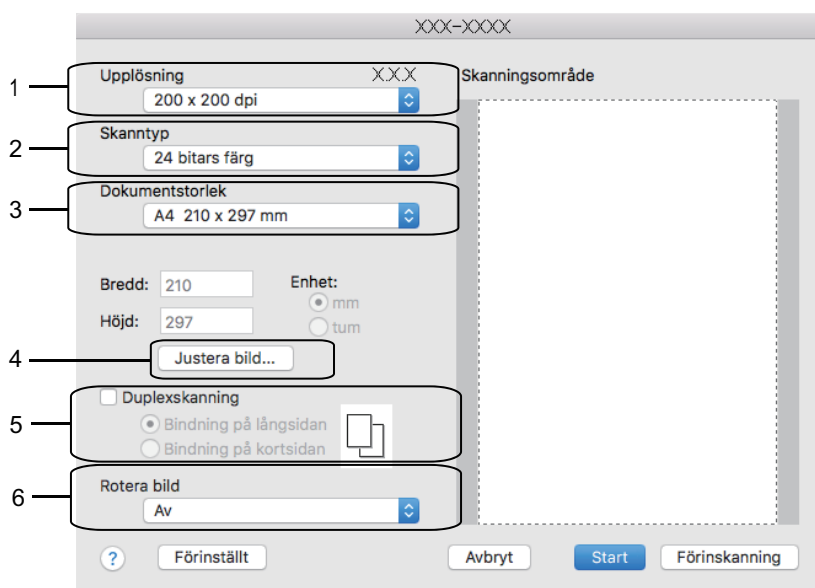 XXX-XXXX
1
Upplösning XXX
200 x 200 dpi
Skanningsområde
2
Skanntyp
24 bitars färg
3
Dokumentstorlek
A4 210 x 297 mm
Bredd: 210
Enhet:
mm
Höjd: 297
tum
4
Justera bild...
5
Duplexskanning
Bindning på långsidan
Bindning på kortsidan
6
Rotera bild
Av
?
Förinställt
Avbryt
Start
Förinskanning